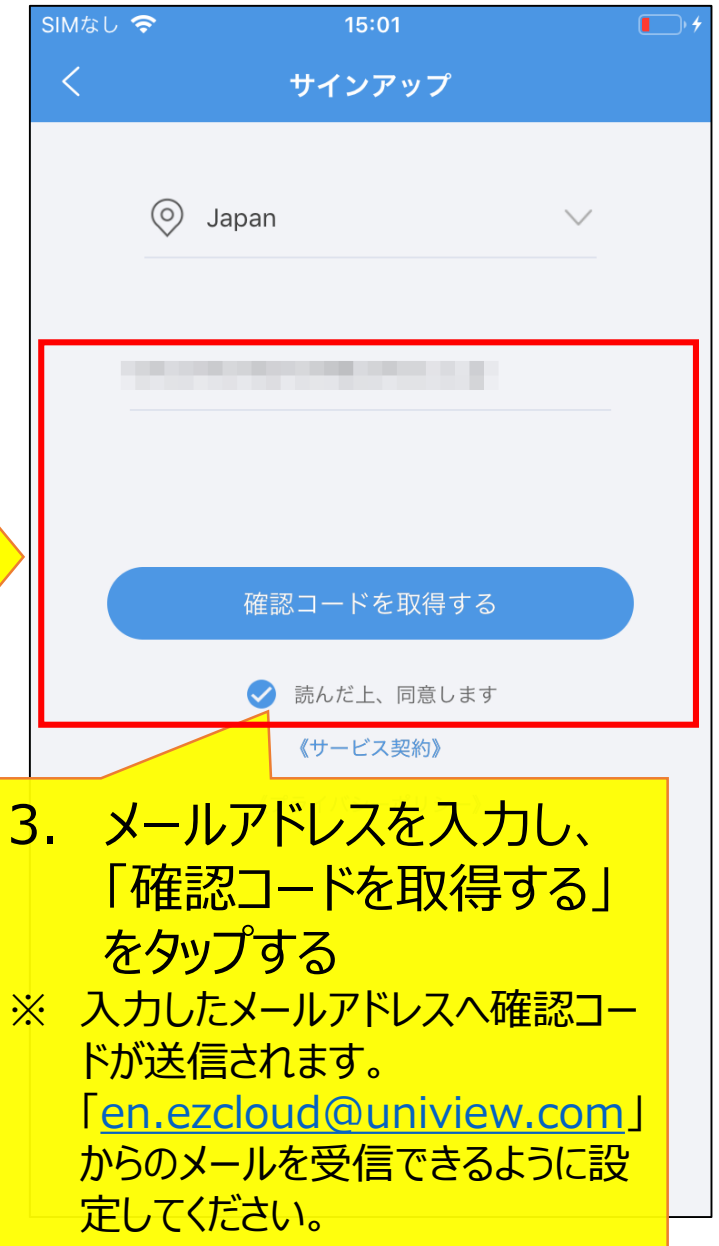 SIMなし 15:01
サインアップ
Japan
確認コードを取得する
読んだ上、同意します
《サービス契約》
3. メールアドレスを入力し、
「確認コードを取得する」
をタップする
※ 入力したメールアドレスへ確認コー
ドが送信されます。
「en.ezcloud@uniview.com」
からのメールを受信できるように設
定してください。